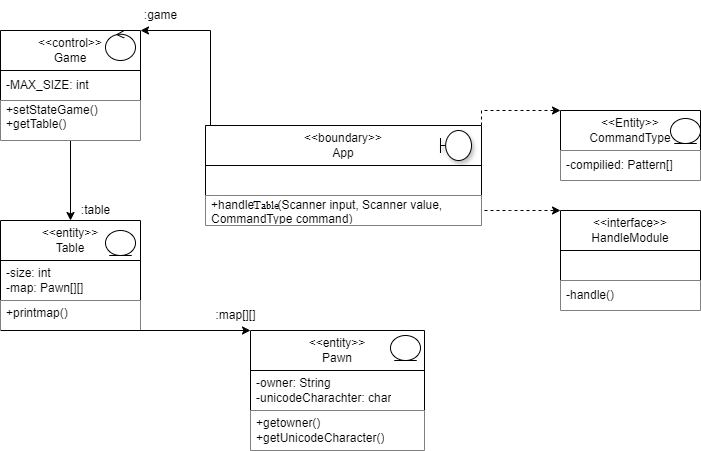 :game
<<control>>
Game
-MAX_SIZE: int
+setStateGame()
+getTable()
<<boundary>>
App
+handleTable(Scanner input, Scanner value,
CommandType command)
<<Entity>>
CommandType
-compilied: Pattern[]
<<interface>>
HandleModule
-handle()
:table
<<entity>>
Table
-size: int
-map: Pawn[][]
+printmap()
:map[][]
<<entity>>
Pawn
-owner: String
-unicodeCharachter: char
+getowner()
+getUnicodeCharacter()